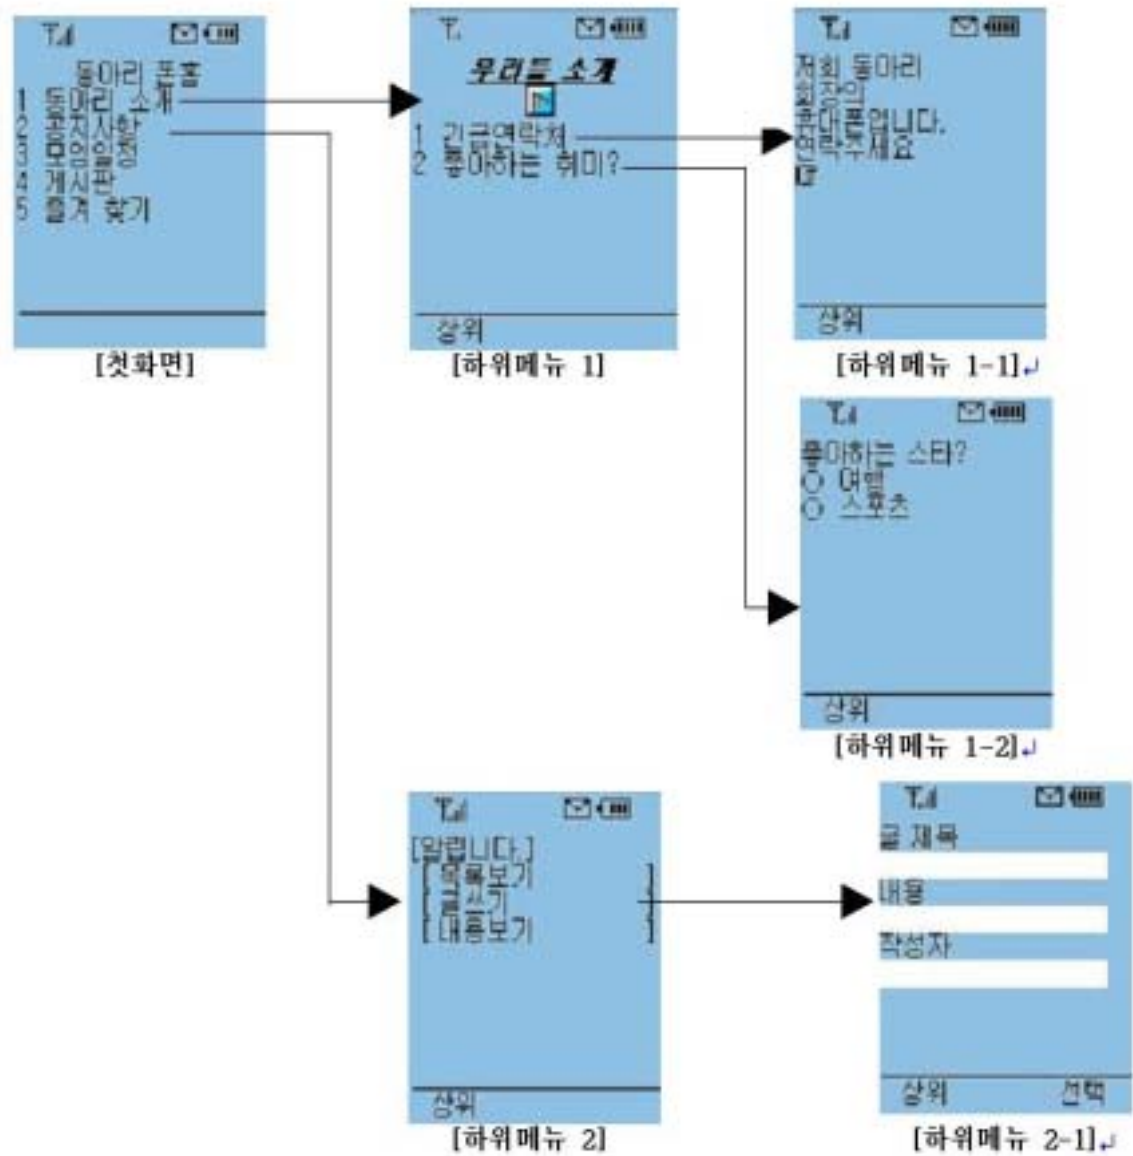 동아리 폰홈
1 동아리 소개
2 공지사항
3 모임일정
4 게시판
5 즐겨 찾기
[첫화면]
우리들 소개
1 긴급연락처
2 좋아하는 취미?
상위
[하위메뉴 1]
저희 동아리
회장의
휴대폰입니다.
연락주세요
상위
[하위메뉴 1-1]
좋아하는 스타?
여행
스포츠
상위
[하위메뉴 1-2]
[알립니다.]
[ 목록보기 ]
[ 글쓰기 ]
[ 내용보기 ]
상위
[하위메뉴 2]
글 제목
내용
작성자
상위 선택
[하위메뉴 2-1]